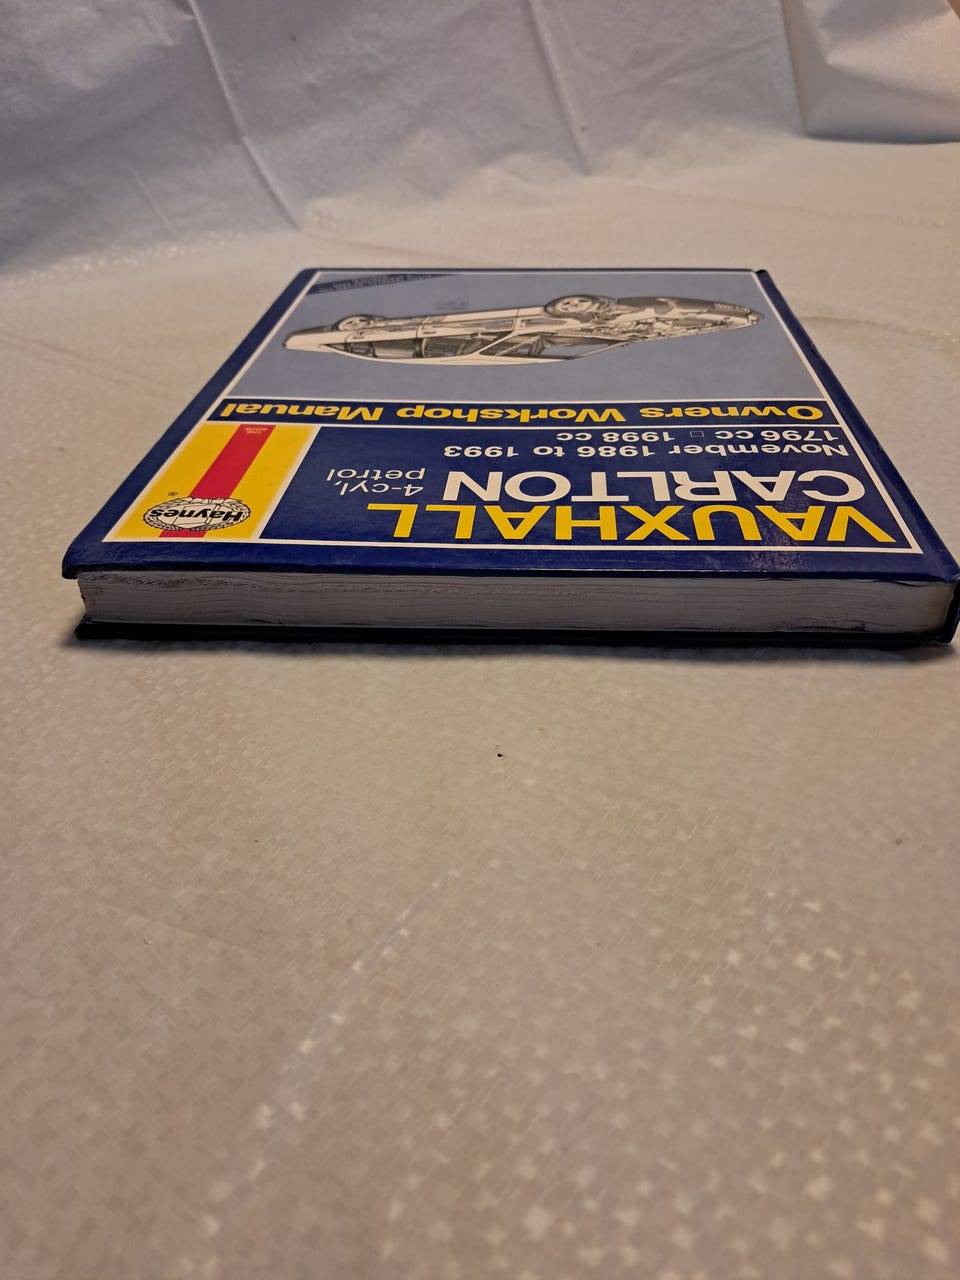 VAUXHALL
CARLTON
4-cyl,
petrol
November 1986 to 1993
1796 cc □ 1998 cc
Owners Workshop Manual
Haynes
®